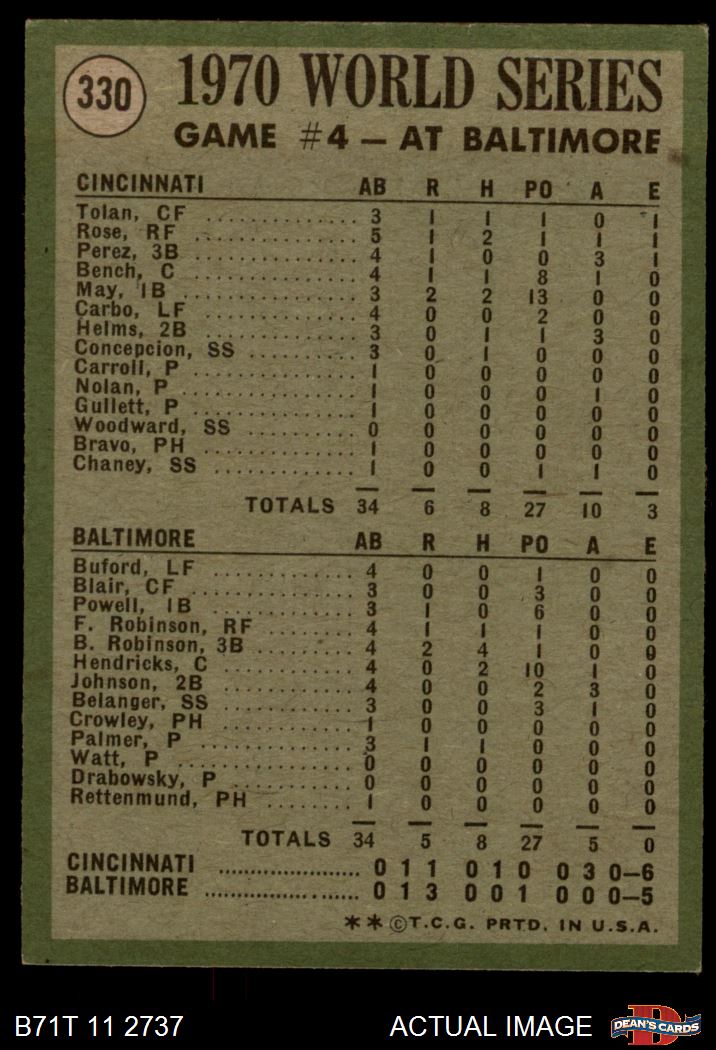 330
1970 WORLD SERIES
GAME #4 – AT BALTIMORE
CINCINNATI AB R H PO A E
Tolan, CF ............. 3 1 1 1 0 1
Rose, RF ............. 5 1 2 1 1 1
Perez, 3B ............. 4 1 0 0 3 1
Bench, C ............. 4 1 1 8 1 0
May, 1B ............. 3 2 2 13 0 0
Carbo, LF ............. 4 0 0 2 0 0
Helms, 2B ............. 3 0 1 1 3 0
Concepcion, SS .......... 3 0 1 0 0 0
Carroll, P ............. 1 0 0 0 0 0
Nolan, P ............. 1 0 0 0 1 0
Gullett, P ............. 1 0 0 0 0 0
Woodward, SS .......... 0 0 0 0 0 0
Bravo, PH ............. 1 0 0 0 0 0
Chaney, SS ............. 1 0 0 1 1 0
TOTALS 34 6 8 27 10 3
BALTIMORE AB R H PO A E
Buford, LF ............. 4 0 0 1 0 0
Blair, CF ............. 3 0 0 3 0 0
Powell, 1B ............. 3 1 0 6 0 0
F. Robinson, RF ......... 4 1 1 1 0 0
B. Robinson, 3B ......... 4 2 4 1 0 0
Hendricks, C ............ 4 0 2 10 1 0
Johnson, 2B ............ 4 0 0 2 3 0
Belanger, SS ............ 3 0 0 3 1 0
Crowley, PH ............ 1 0 0 0 0 0
Palmer, P ............. 3 1 1 0 0 0
Watt, P ............. 0 0 0 0 0 0
Drabowsky, P ........... 0 0 0 0 0 0
Rettenmund, PH ......... 1 0 0 0 0 0
TOTALS 34 5 8 27 5 0
CINCINNATI .................... 0 1 1 0 1 0 0 3 0–6
BALTIMORE .................... 0 1 3 0 0 1 0 0 0–5
**©T.C.G. PRTD. IN U.S.A.
B71T 11 2737 ACTUAL IMAGE DEAN'S CARDS